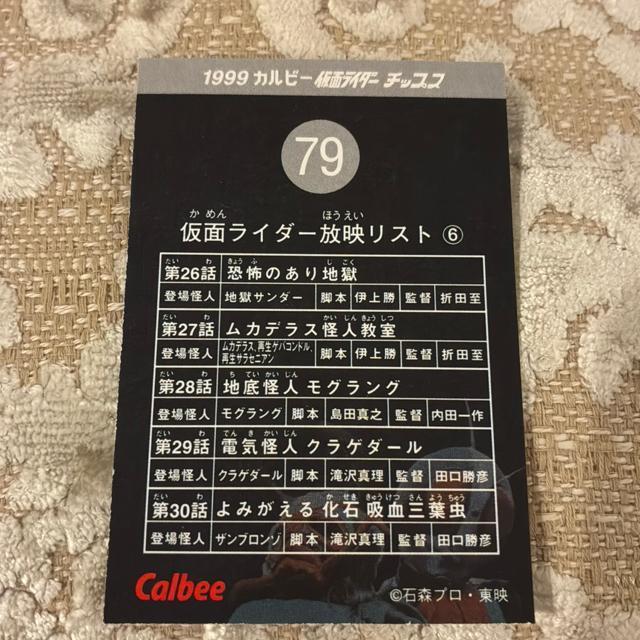 1999 カルビー 仮面ライダー チップス
79
かめん ほうえい
仮面ライダー放映リスト ⑥
だい わ きょうふ じごく
第26話 恐怖のあり地獄
登場怪人 地獄サンダー 脚本 伊上勝 監督 折田至
だい わ かいじんきょうしつ
第27話 ムカデラス怪人教室
登場怪人 ムカデラス、再生ゲバコンドル、
再生サラセニアン 脚本 伊上勝 監督 折田至
だい わ ちていかいじん
第28話 地底怪人モグラング
登場怪人 モグラング 脚本 島田真之 監督 内田一作
だい わ でんきかいじん
第29話 電気怪人クラゲダール
登場怪人 クラゲダール 脚本 滝沢真理 監督 田口勝彦
だい わ かせき きゅうけつ さんようちゅう
第30話 よみがえる化石 吸血三葉虫
登場怪人 ザンブロンゾ 脚本 滝沢真理 監督 田口勝彦
Calbee
©石森プロ・東映